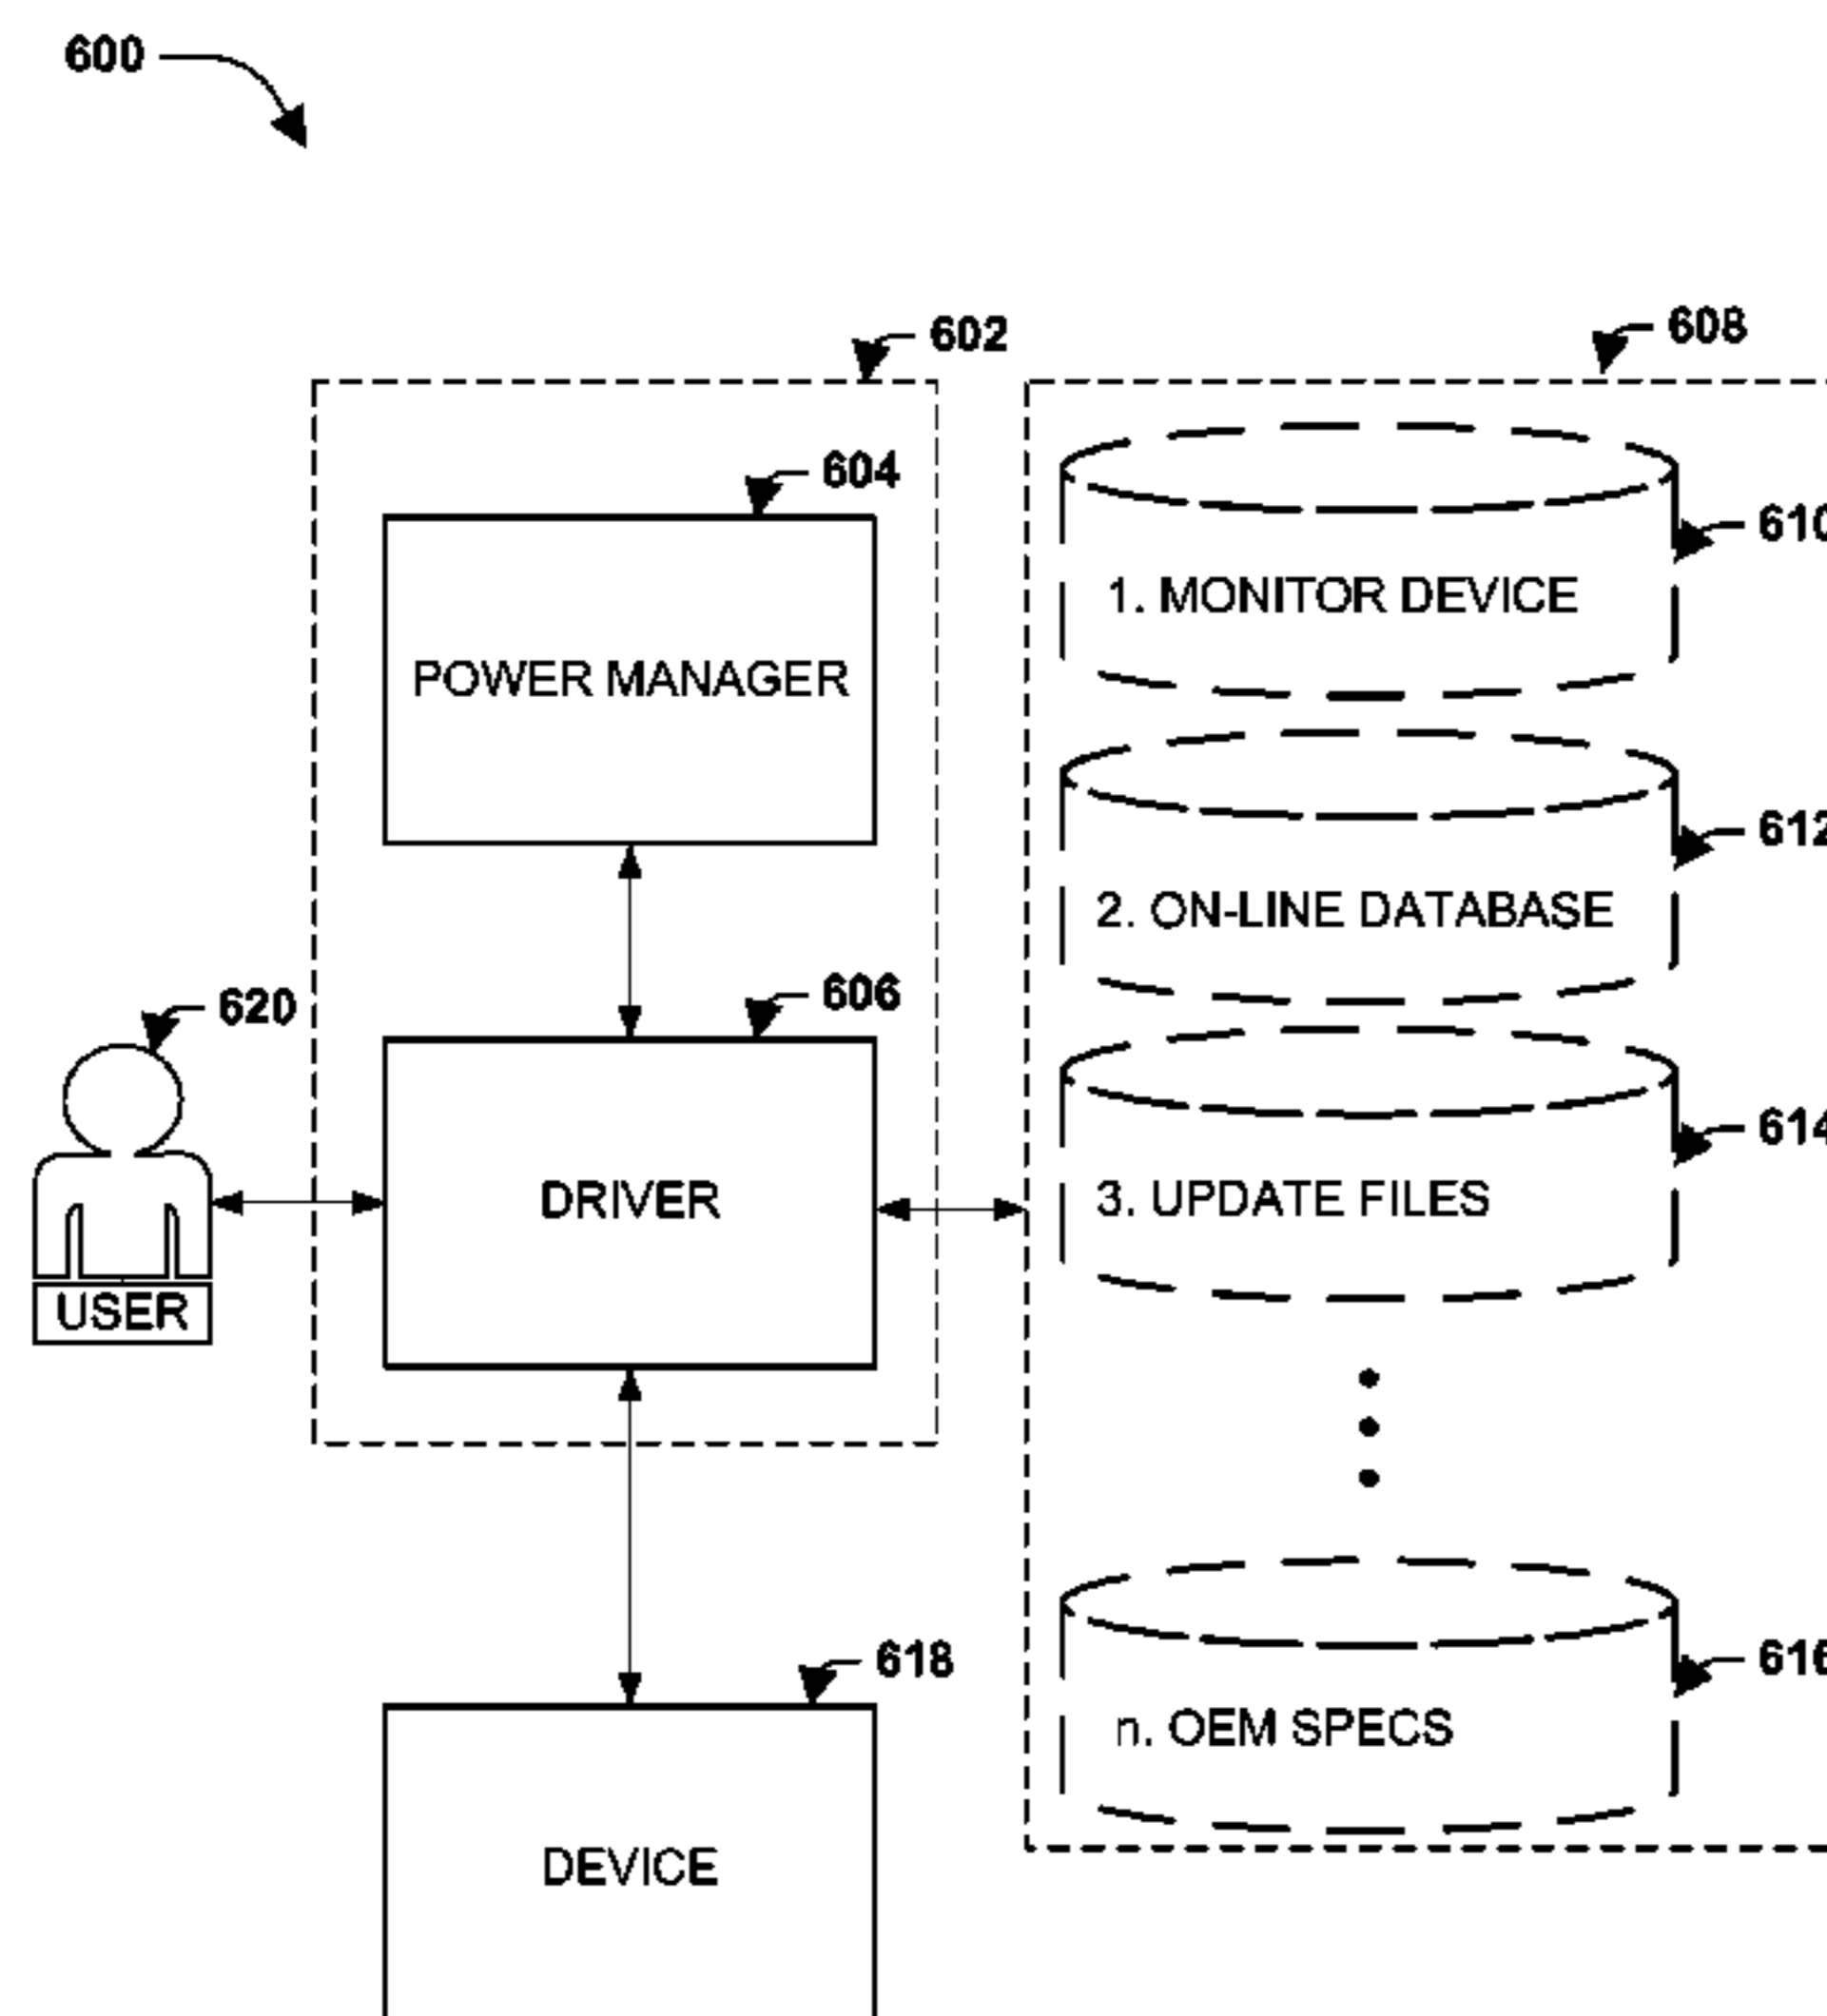 600
602
608
604
610
1. MONITOR DEVICE
POWER MANAGER
612
2. ON-LINE DATABASE
606
620
614
DRIVER
3. UPDATE FILES
USER
618
616
n. OEM SPECS
DEVICE